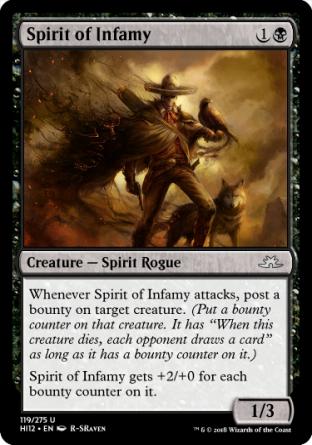 Spirit of Infamy 1
Creature — Spirit Rogue
Whenever Spirit of Infamy attacks, post a
bounty on target creature. (Put a bounty
counter on that creature. It has “When this
creature dies, each opponent draws a card”
as long as it has a bounty counter on it.)
Spirit of Infamy gets +2/+0 for each
bounty counter on it.
1/3
119/275 U
HI12 • EN R-SRaven
™ & © 2018 Wizards of the Coast